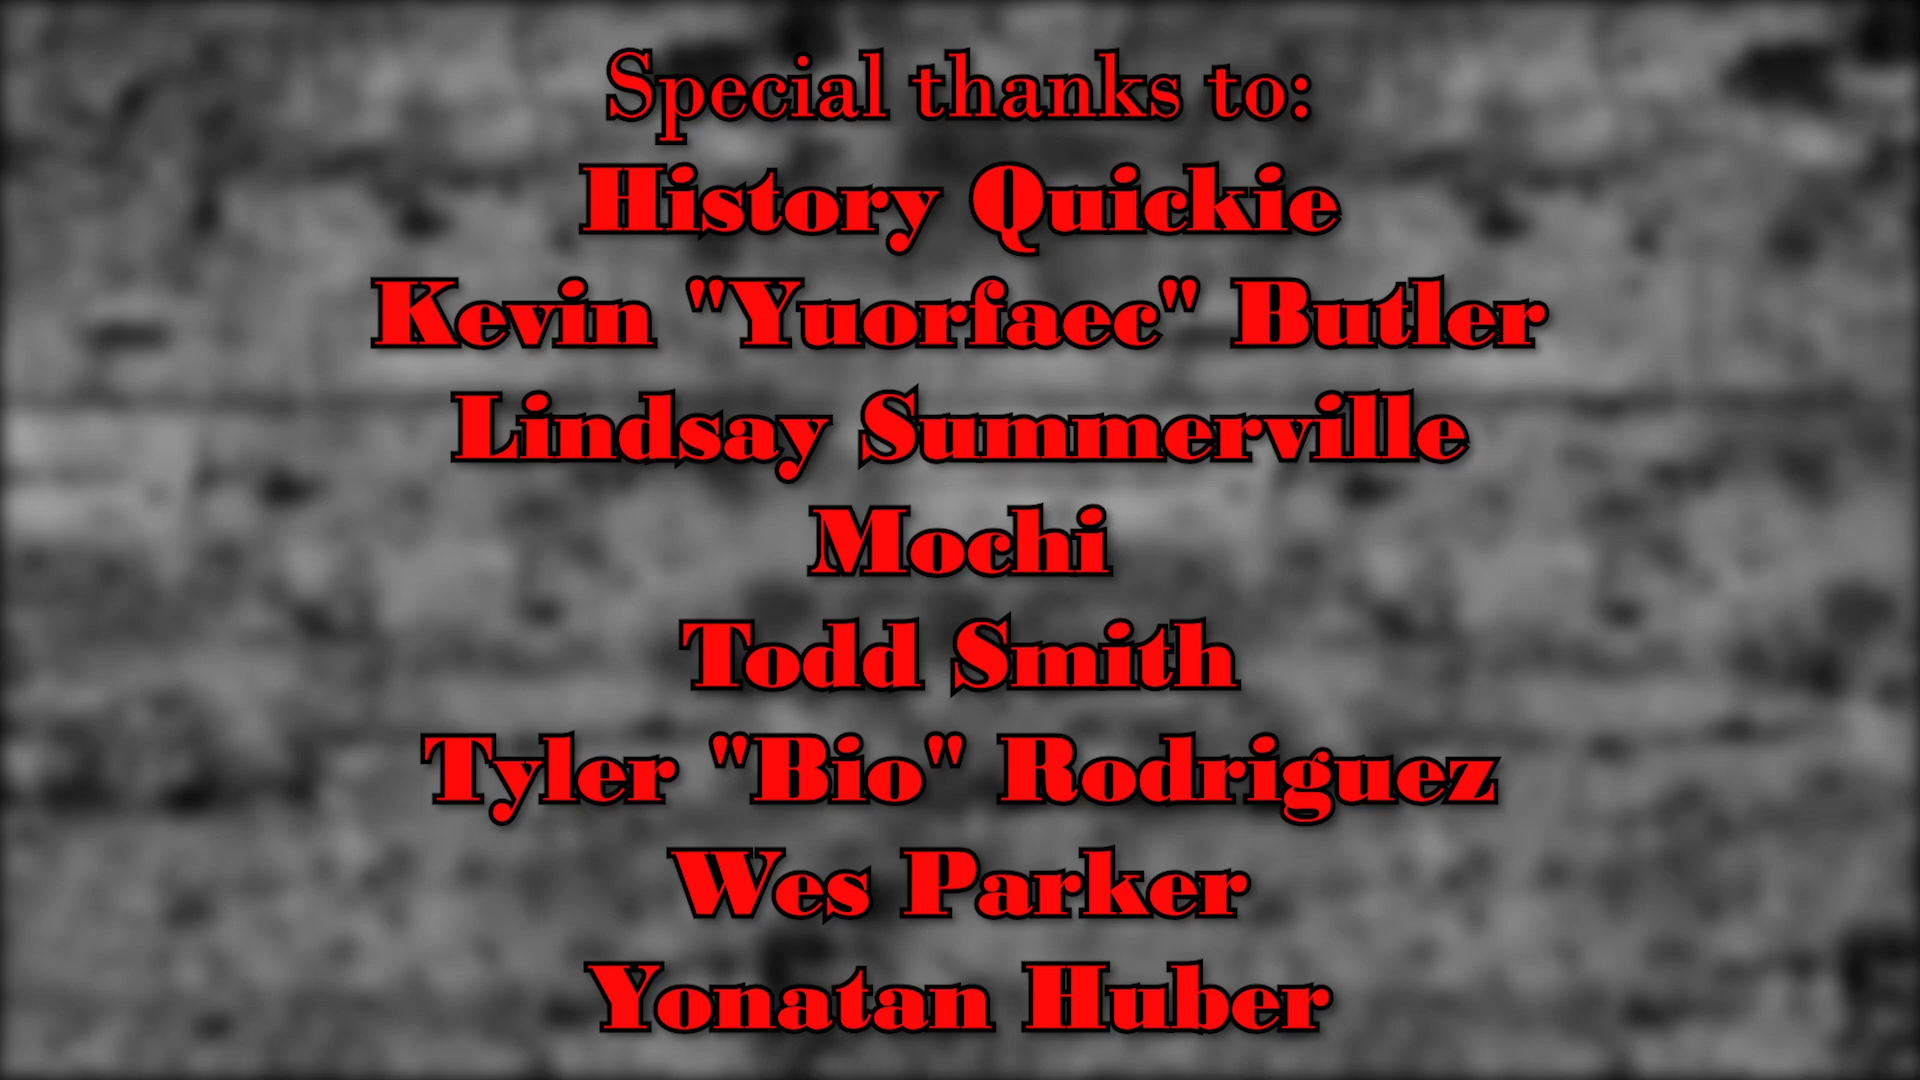 Special thanks to:
History Quickie
Kevin "Yuorfaec" Butler
Lindsay Summerville
Mochi
Todd Smith
Tyler "Bio" Rodriguez
Wes Parker
Yonatan Huber